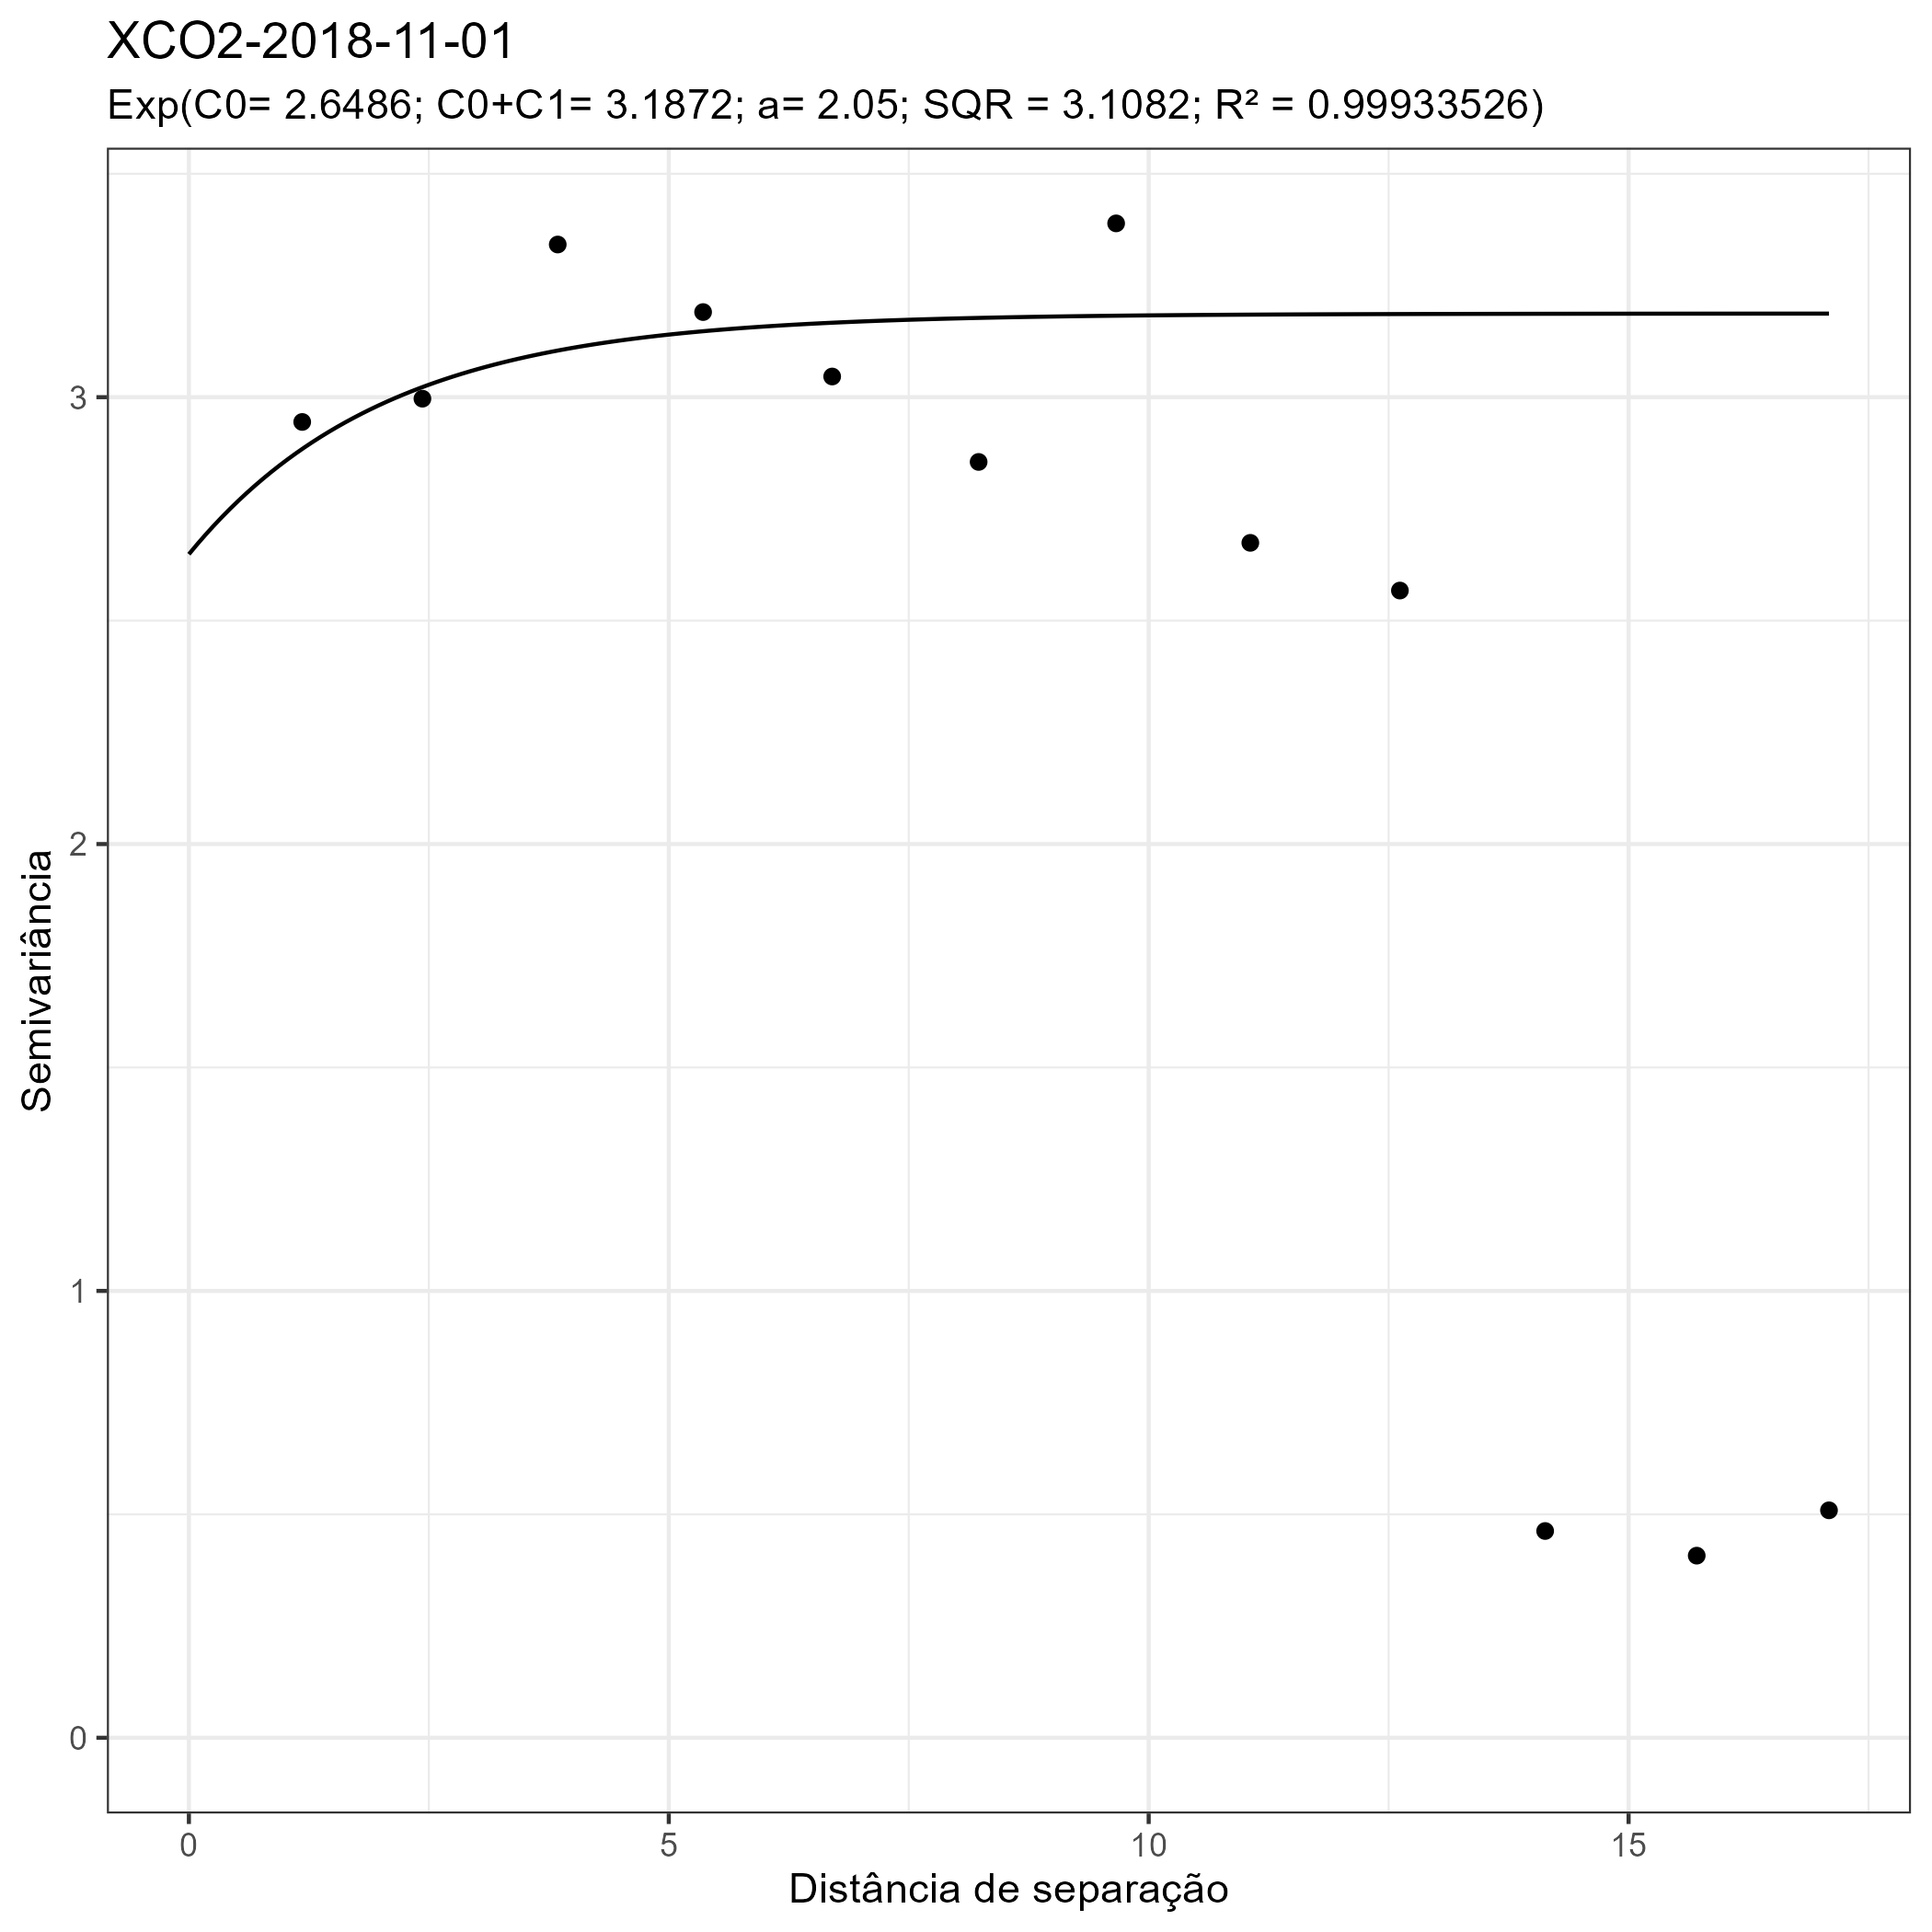 XCO2-2018-11-01
Exp(C0= 2.6486; C0+C1= 3.1872; a= 2.05; SQR = 3.1082; R² = 0.99933526)
3
2
1
0
Semivariância
0 5 10 15
Distância de separação